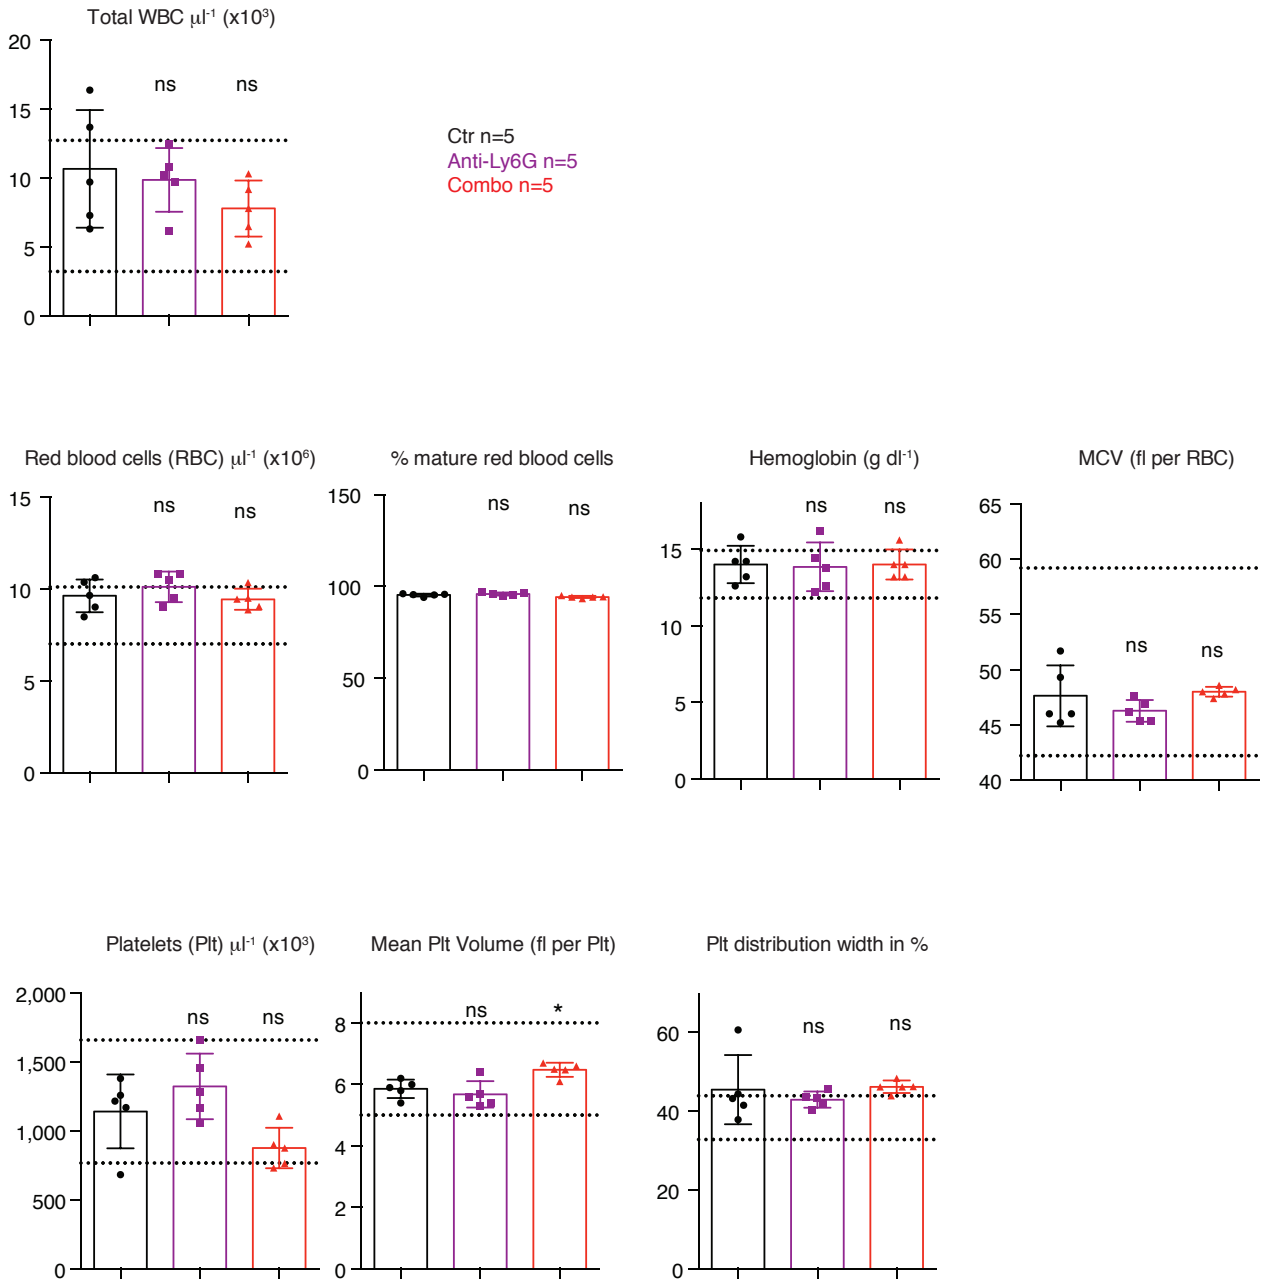 Total WBC μl⁻¹ (x10³)
20
15
10
5
0
ns
ns
Ctr n=5
Anti-Ly6G n=5
Combo n=5
Red blood cells (RBC) μl⁻¹ (x10⁶)
15
10
5
0
ns
ns
% mature red blood cells
150
100
50
0
ns
ns
Hemoglobin (g dl⁻¹)
15
10
5
0
ns
ns
MCV (fl per RBC)
65
60
55
50
45
40
ns
ns
Platelets (Plt) μl⁻¹ (x10³)
2,000
1,500
1,000
500
0
ns
ns
Mean Plt Volume (fl per Plt)
8
6
4
2
0
ns
*
Plt distribution width in %
60
40
20
0
ns
ns